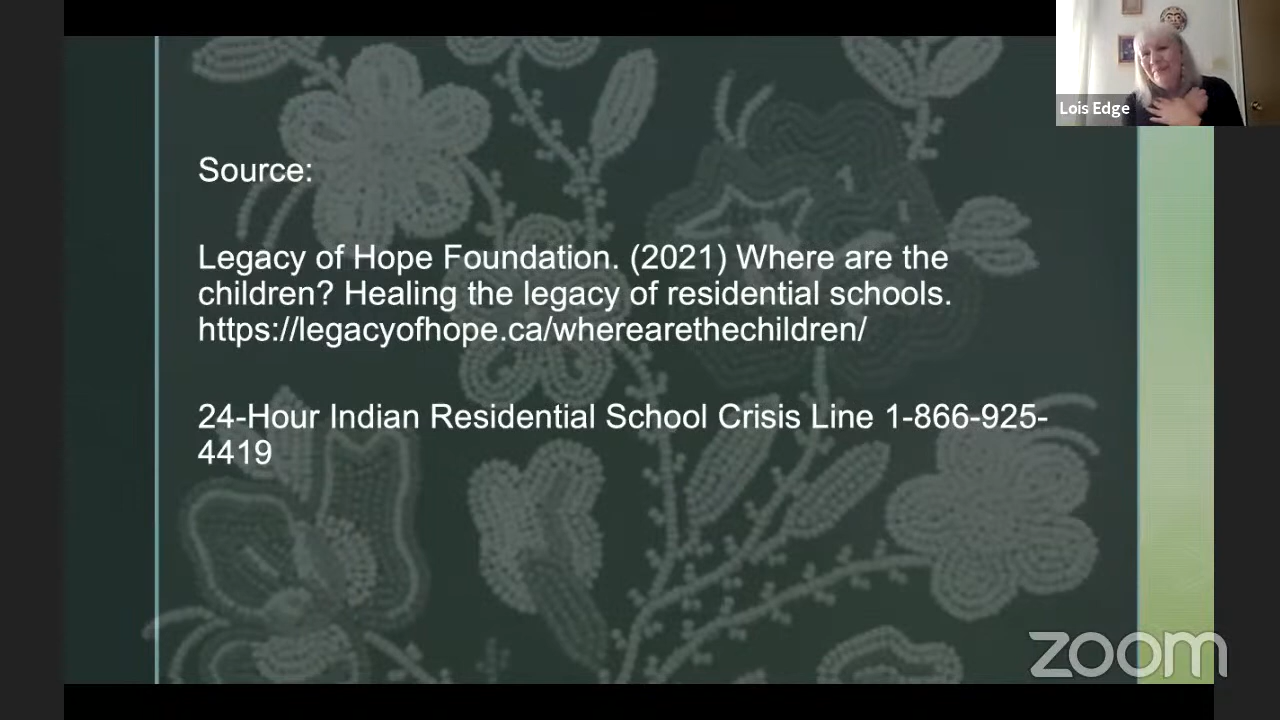 Lois Edge
Source:
Legacy of Hope Foundation. (2021) Where are the
children? Healing the legacy of residential schools.
https://legacyofhope.ca/wherearethechildren/
24-Hour Indian Residential School Crisis Line 1-866-925-
4419
zoom